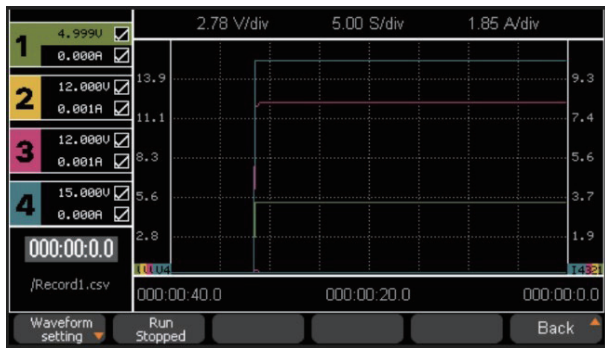 2.78 V/div 5.00 S/div 1.85 A/div
1 4.999V
0.000A
2 12.000V
0.001A
3 12.000V
0.001A
4 15.000V
0.000A
13.9 9.3
11.1 7.4
8.3 5.6
5.6 3.7
2.8 1.9
000:00:0.0
/Record1.csv
000:00:40.0 000:00:20.0 000:00:0.0
Waveform setting
Run Stopped
Back